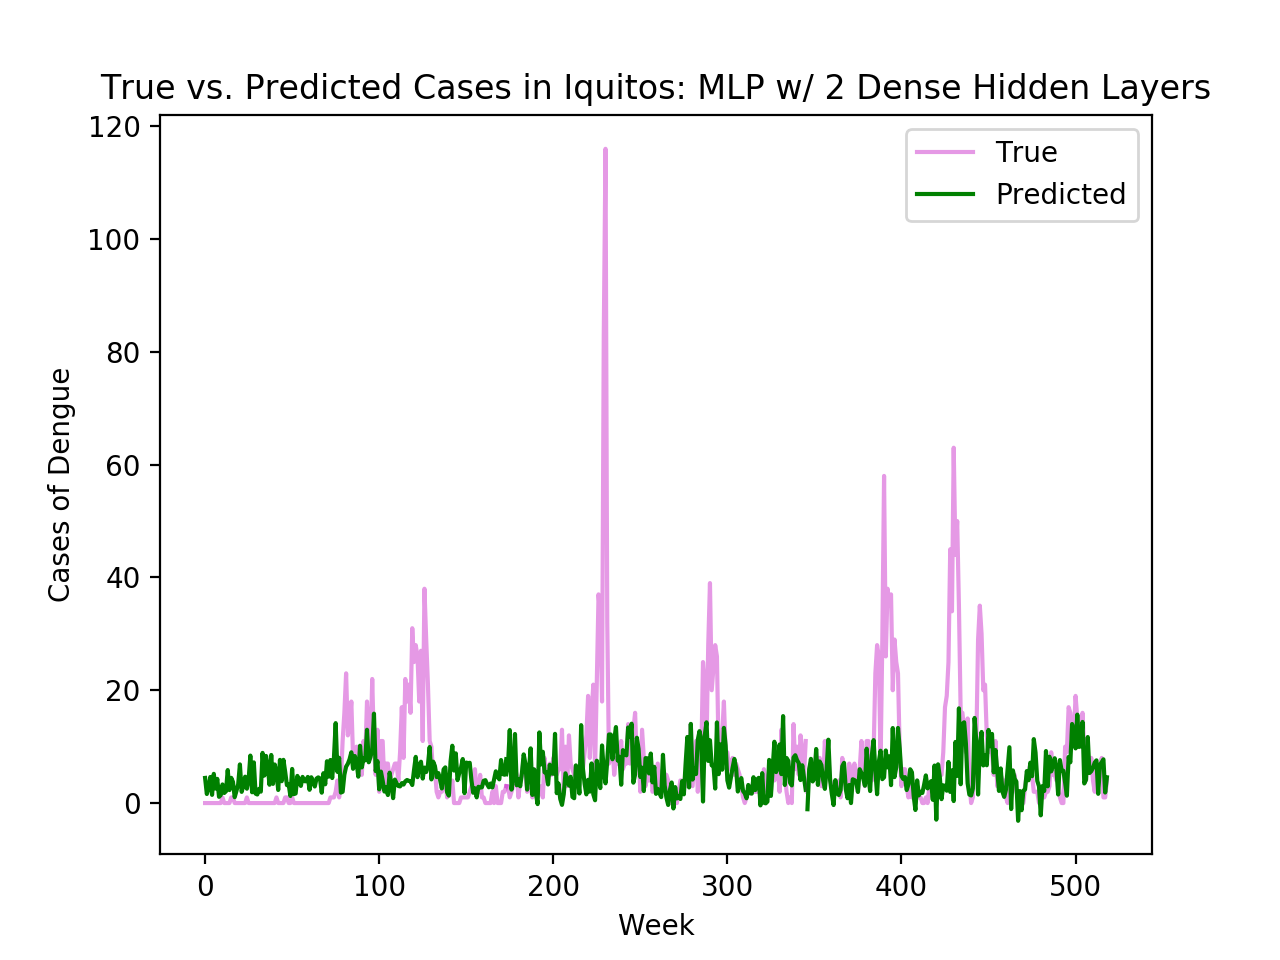 True vs. Predicted Cases in Iquitos: MLP w/ 2 Dense Hidden Layers
True
Predicted
120
100
80
60
40
20
0
Cases of Dengue
0 100 200 300 400 500
Week